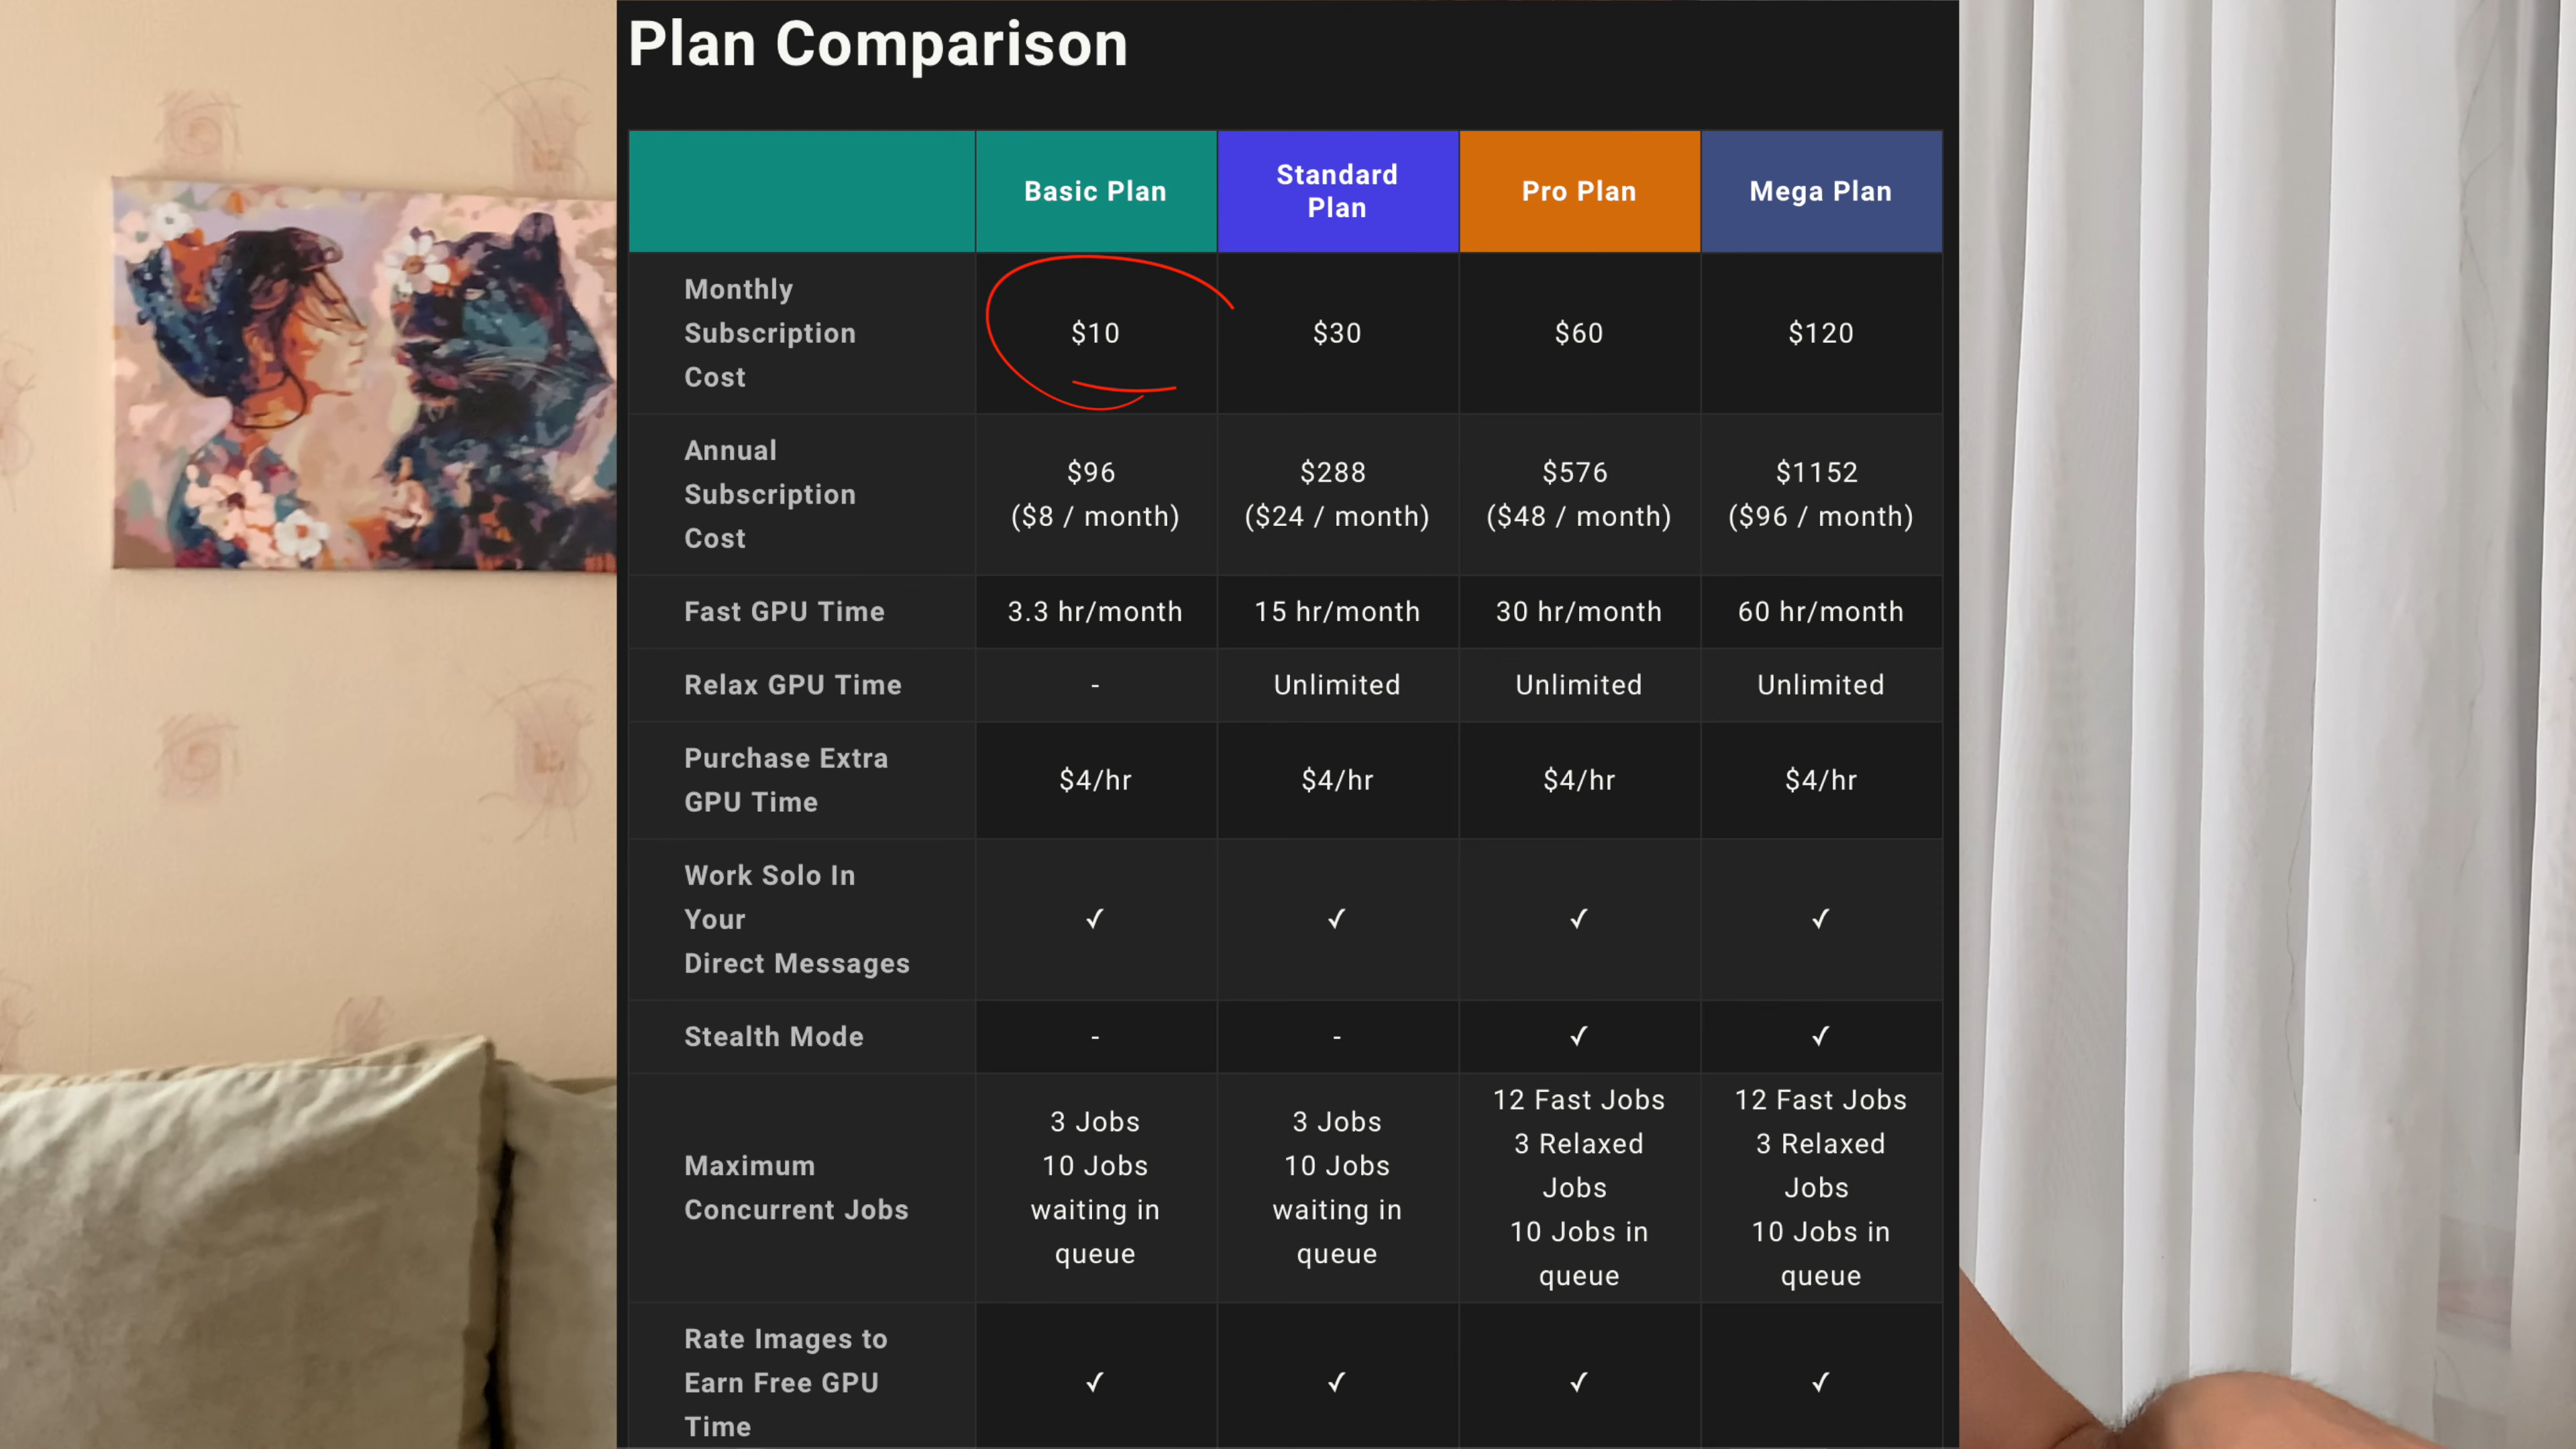 Plan Comparison
Basic Plan
Standard
Plan
Pro Plan
Mega Plan
Monthly
Subscription
Cost
$10
$30
$60
$120
Annual
Subscription
Cost
$96
($8 / month)
$288
($24 / month)
$576
($48 / month)
$1152
($96 / month)
Fast GPU Time
3.3 hr/month
15 hr/month
30 hr/month
60 hr/month
Relax GPU Time
-
Unlimited
Unlimited
Unlimited
Purchase Extra
GPU Time
$4/hr
$4/hr
$4/hr
$4/hr
Work Solo In
Your
Direct Messages
✓
✓
✓
✓
Stealth Mode
-
-
✓
✓
Maximum
Concurrent Jobs
3 Jobs
10 Jobs
waiting in
queue
3 Jobs
10 Jobs
waiting in
queue
12 Fast Jobs
3 Relaxed
Jobs
10 Jobs in
queue
12 Fast Jobs
3 Relaxed
Jobs
10 Jobs in
queue
Rate Images to
Earn Free GPU
Time
✓
✓
✓
✓